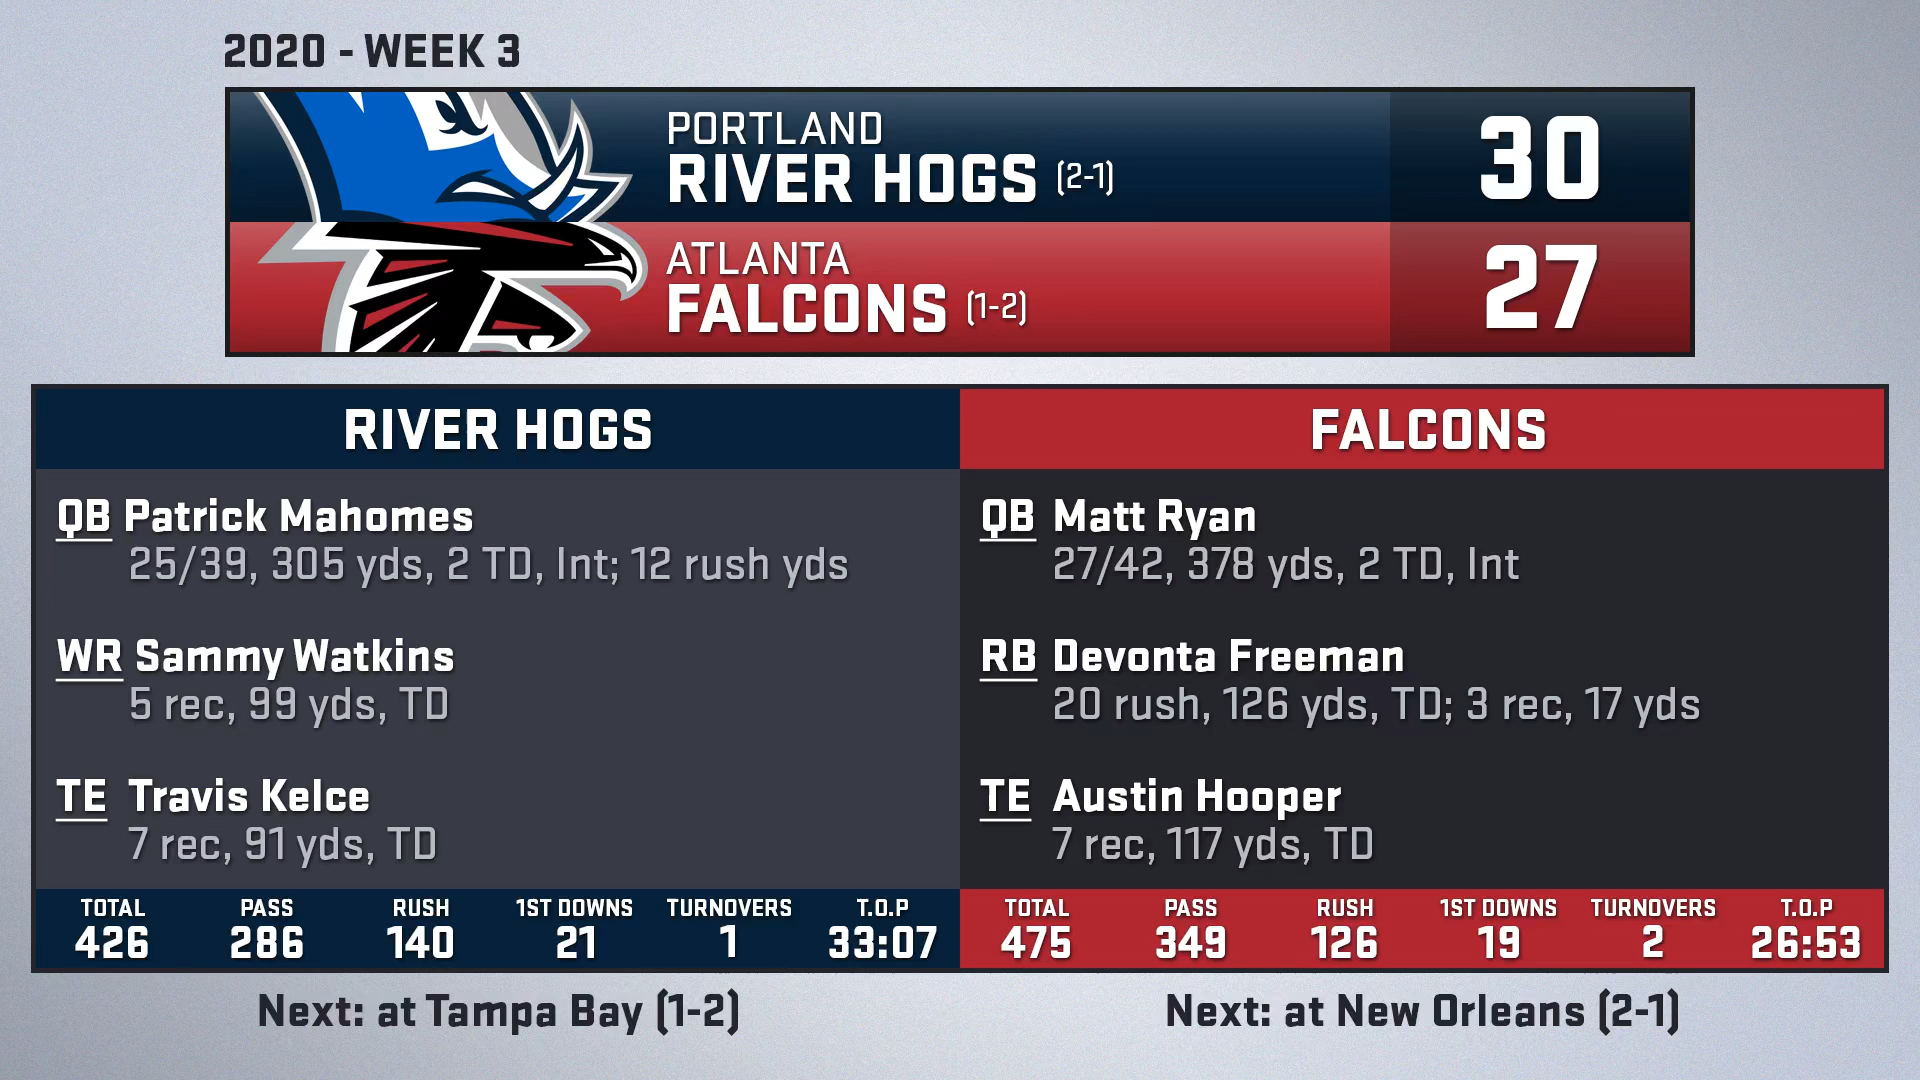 2020 - WEEK 3
PORTLAND
RIVER HOGS (2-1)
30
ATLANTA
FALCONS (1-2)
27
RIVER HOGS
QB Patrick Mahomes
25/39, 305 yds, 2 TD, Int; 12 rush yds
WR Sammy Watkins
5 rec, 99 yds, TD
TE Travis Kelce
7 rec, 91 yds, TD
TOTAL PASS RUSH 1ST DOWNS TURNOVERS T.O.P
426 286 140 21 1 33:07
Next: at Tampa Bay (1-2)
FALCONS
QB Matt Ryan
27/42, 378 yds, 2 TD, Int
RB Devonta Freeman
20 rush, 126 yds, TD; 3 rec, 17 yds
TE Austin Hooper
7 rec, 117 yds, TD
TOTAL PASS RUSH 1ST DOWNS TURNOVERS T.O.P
475 349 126 19 2 26:53
Next: at New Orleans (2-1)